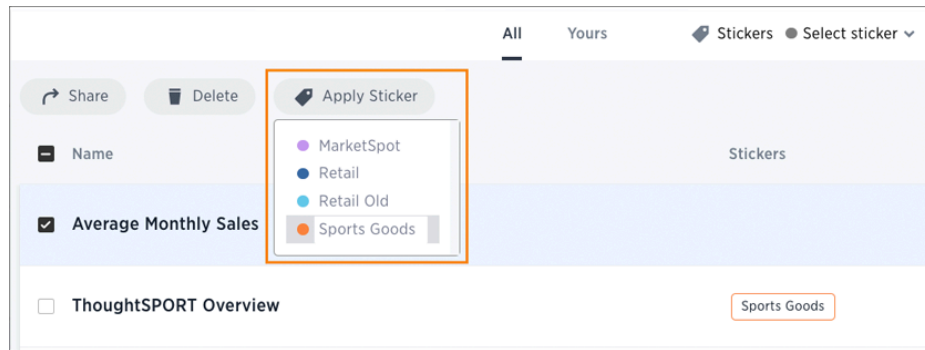 All Yours Stickers Select sticker
Share Delete Apply Sticker
MarketSpot
Name Stickers
Retail
Retail Old
Average Monthly Sales
Sports Goods
ThoughtSPORT Overview Sports Goods